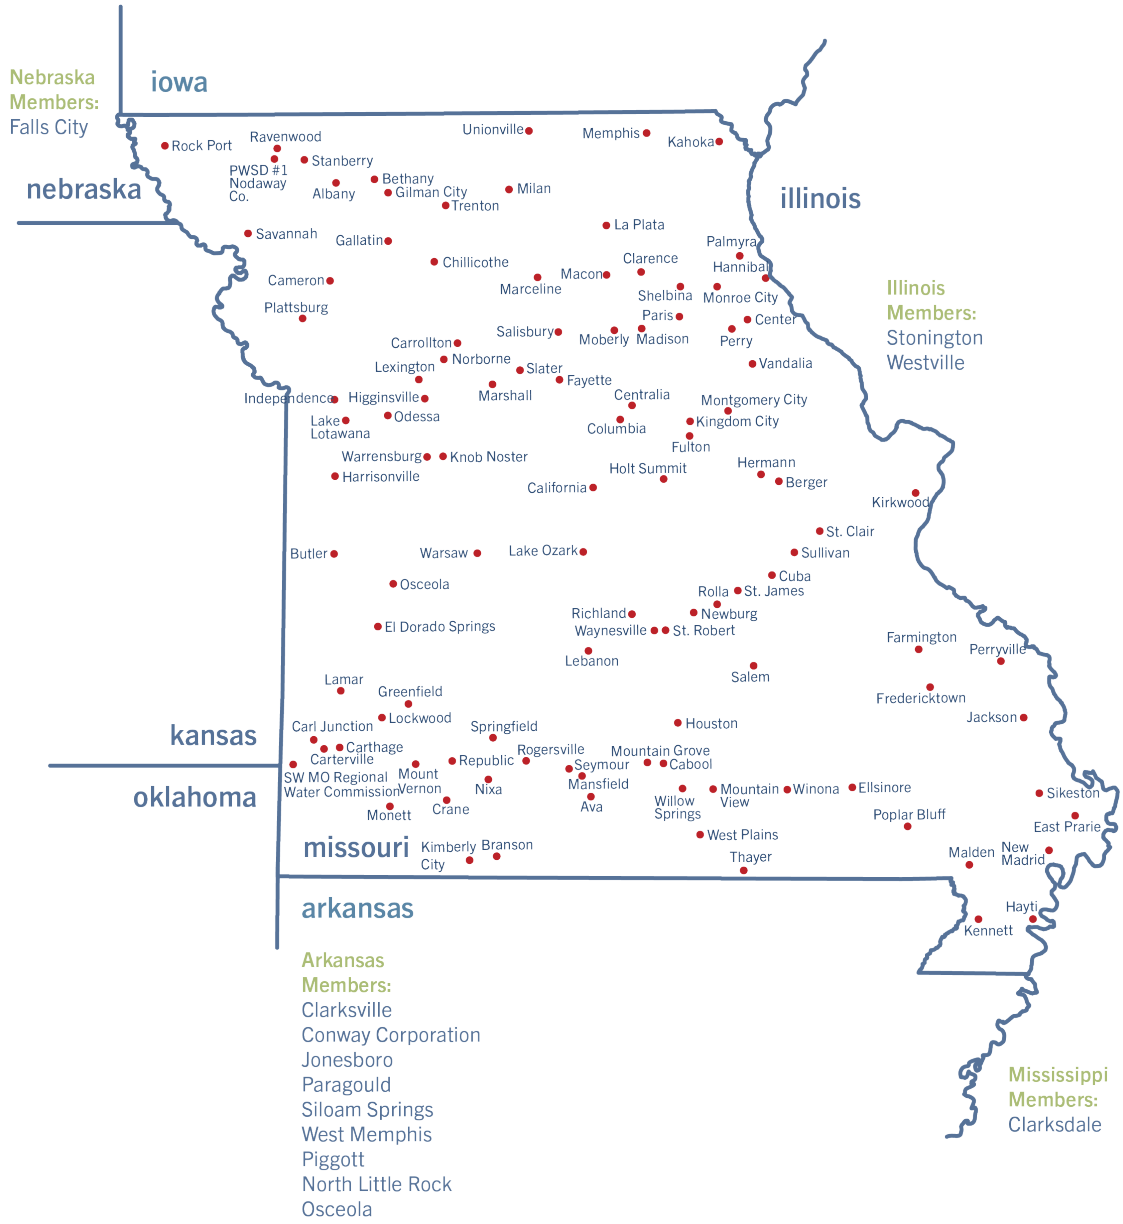 Nebraska
Members:
Falls City
iowa
nebraska
illinois
Illinois
Members:
Stonington
Westville
Unionville
Memphis
Kahoka
Rock Port
Ravenwood
PWSD #1
Nodaway
Co.
Stanberry
Albany
Bethany
Gilman City
Trenton
Milan
Savannah
Gallatin
La Plata
Palmyra
Hannibal
Chillicothe
Clarence
Macon
Cameron
Marceline
Shelbina
Monroe City
Plattsburg
Paris
Center
Salisbury
Moberly
Madison
Perry
Carrollton
Norborne
Lexington
Slater
Fayette
Vandalia
Independence
Higginsville
Marshall
Centralia
Montgomery City
Lake
Lotawana
Odessa
Columbia
Kingdom City
Fulton
Warrensburg
Knob Noster
Harrisonville
Holt Summit
Hermann
California
Berger
Kirkwood
St. Clair
Butler
Warsaw
Lake Ozark
Sullivan
Osceola
Cuba
Rolla
St. James
Richland
Newburg
El Dorado Springs
Waynesville
St. Robert
Farmington
Perryville
Lebanon
Salem
Lamar
Greenfield
Fredericktown
Lockwood
Jackson
kansas
Carl Junction
Springfield
Houston
Carthage
Carterville
Rogersville
Mountain Grove
Republic
Seymour
Cabool
SW MO Regional
Water Commission
Mount
Vernon
Nixa
Mansfield
oklahoma
Monett
Crane
Ava
Willow
Springs
Mountain
View
Winona
Ellsinore
Sikeston
Poplar Bluff
East Prarie
West Plains
missouri
Kimberly
City
Branson
Thayer
Malden
New
Madrid
arkansas
Hayti
Kennett
Arkansas
Members:
Clarksville
Conway Corporation
Jonesboro
Paragould
Siloam Springs
West Memphis
Piggott
North Little Rock
Osceola
Mississippi
Members:
Clarksdale